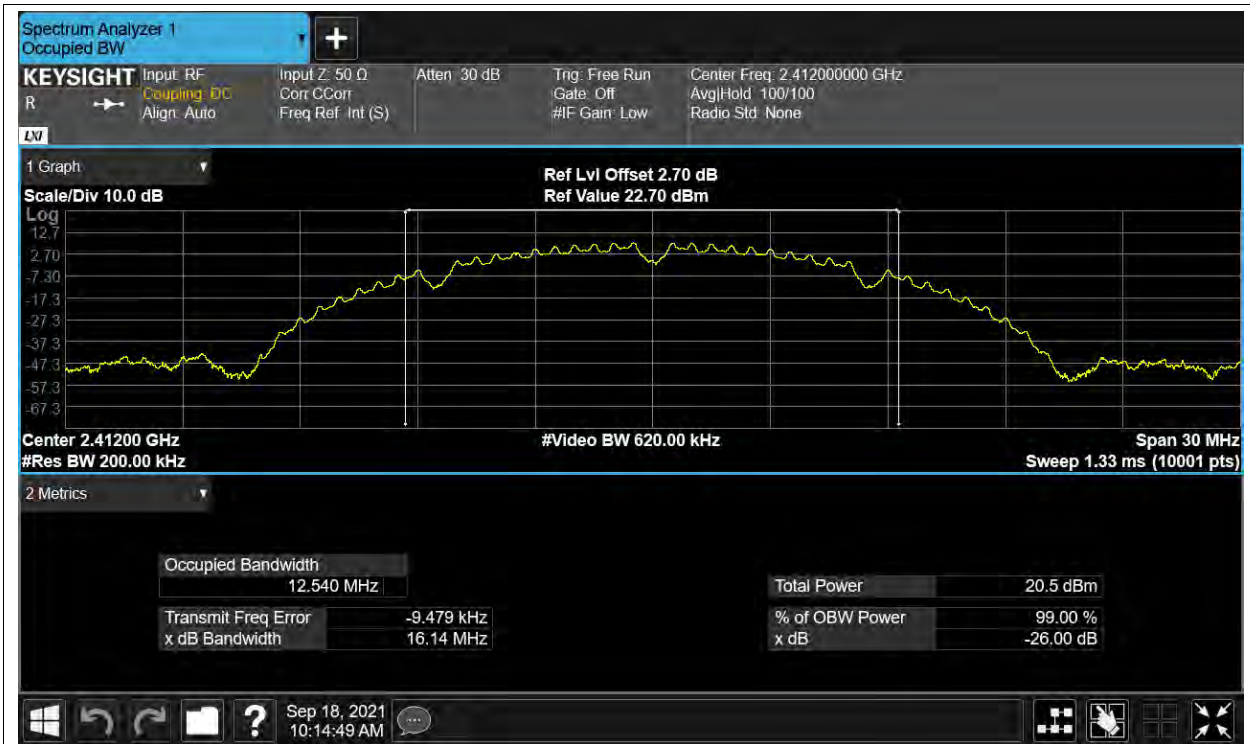 Spectrum Analyzer 1
Occupied BW
+
KEYSIGHT Input: RF Input Z: 50 Ω Atten: 30 dB Trig: Free Run Center Freq: 2.412000000 GHz
R Coupling: DC Corr CCorr Gate: Off Avg|Hold: 100/100
Align: Auto Freq Ref: Int (S) #IF Gain: Low Radio Std: None
LXI
1 Graph
Ref Lvl Offset 2.70 dB
Scale/Div 10.0 dB Ref Value 22.70 dBm
Log
12.7
2.70
-7.30
-17.3
-27.3
-37.3
-47.3
-57.3
-67.3
Center 2.41200 GHz #Video BW 620.00 kHz Span 30 MHz
#Res BW 200.00 kHz Sweep 1.33 ms (10001 pts)
2 Metrics
Occupied Bandwidth
12.540 MHz Total Power 20.5 dBm
Transmit Freq Error -9.479 kHz % of OBW Power 99.00 %
x dB Bandwidth 16.14 MHz x dB -26.00 dB
? Sep 18, 2021
10:14:49 AM